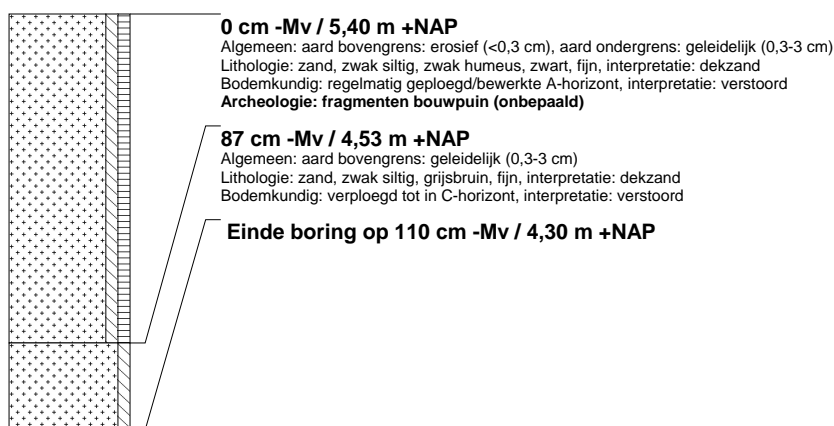 0 cm -Mv / 5,40 m +NAP
Algemeen: aard bovengrens: erosief (<0,3 cm), aard ondergrens: geleidelijk (0,3-3 cm)
Lithologie: zand, zwak siltig, zwak humeus, zwart, fijn, interpretatie: dekzand
Bodemkundig: regelmatig geploegd/bewerkte A-horizont, interpretatie: verstoord
Archeologie: fragmenten bouwpuin (onbepaald)
87 cm -Mv / 4,53 m +NAP
Algemeen: aard bovengrens: geleidelijk (0,3-3 cm)
Lithologie: zand, zwak siltig, grijsbruin, fijn, interpretatie: dekzand
Bodemkundig: verploegd tot in C-horizont, interpretatie: verstoord
Einde boring op 110 cm -Mv / 4,30 m +NAP